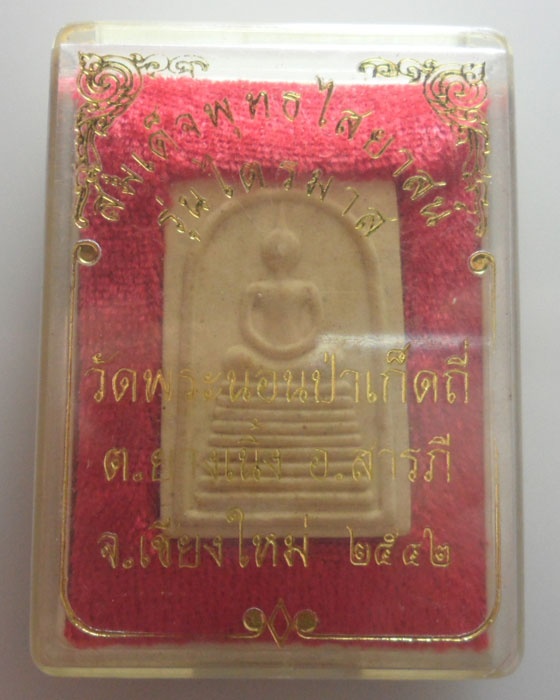 สมเด็จพุทธไสยาสน์
รุ่นไตรมาส
วัดพระนอนป่าเก็ดถี่
ต.ยางเนิ้ง อ.สารภี
จ.เชียงใหม่ ๒๕๔๒